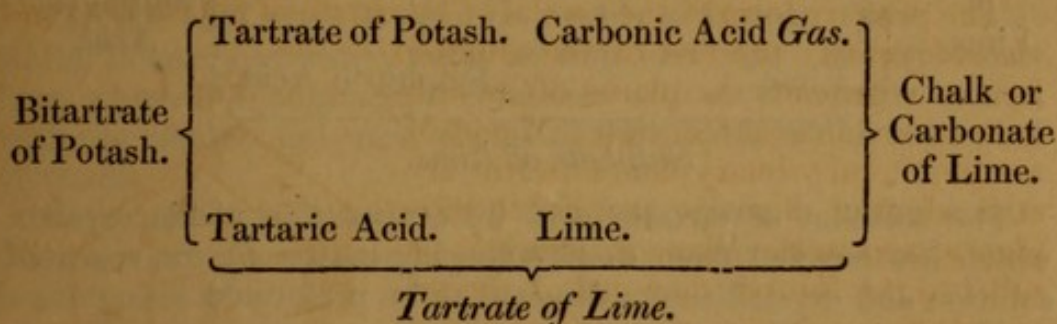 Tartrate of Potash. Carbonic Acid Gas.
Bitartrate
of Potash.
Chalk or
Carbonate
of Lime.
Tartaric Acid. Lime.
Tartrate of Lime.